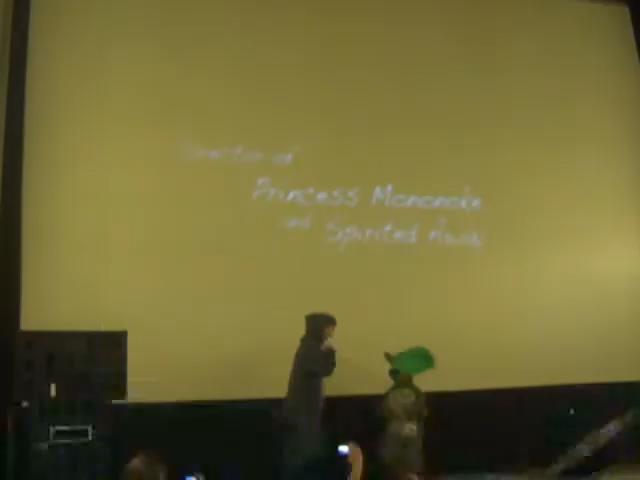 Director of
Princess Mononoke
and
Spirited Away